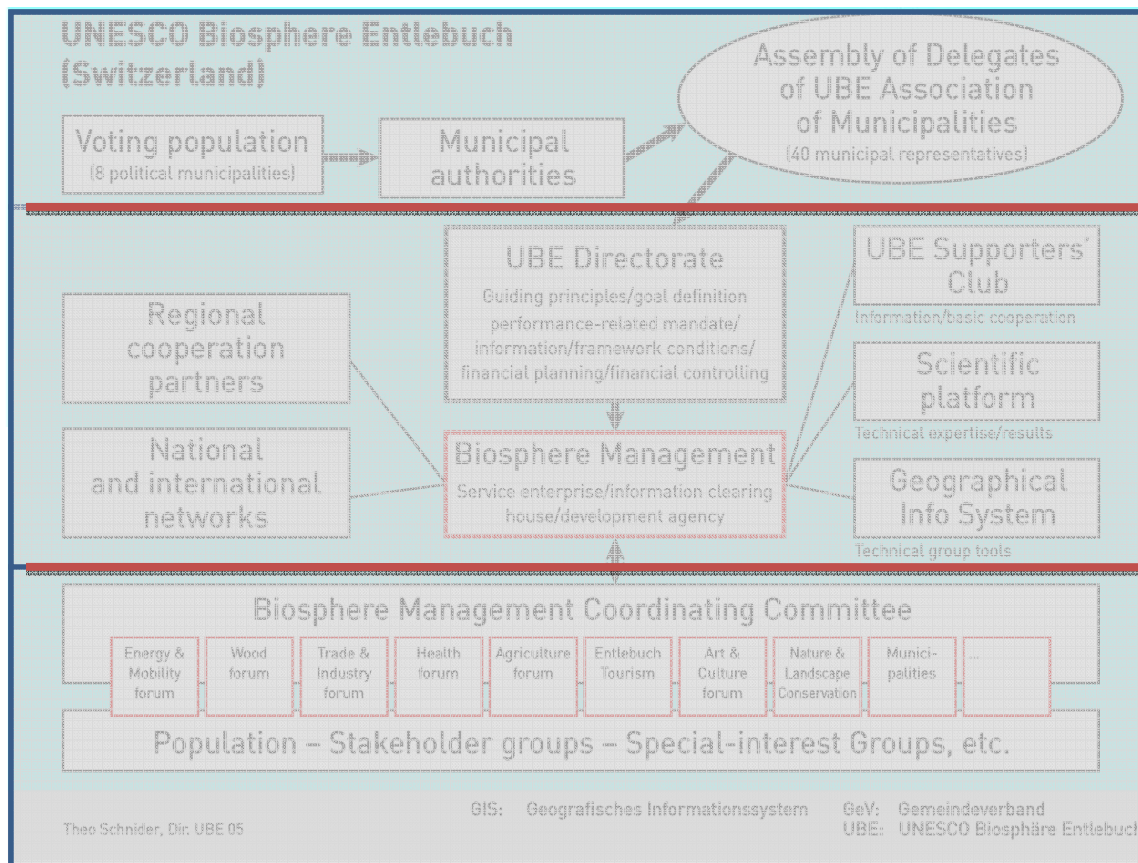 UNESCO Biosphere Entlebuch
(Switzerland)
Assembly of Delegates
of UBE Association
of Municipalities
(40 municipal representatives)
Voting population
(8 political municipalities)
Municipal
authorities
UBE Directorate
Guiding principles/goal definition
performance-related mandate/
information/framework conditions/
financial planning/financial controlling
UBE Supporters'
Club
Information/basic cooperation
Regional
cooperation
partners
Scientific
platform
Technical expertise/results
National
and international
networks
Biosphere Management
Service enterprise/information clearing
house/development agency
Geographical
Info System
Technical group tools
Biosphere Management Coordinating Committee
Energy &
Mobility
forum
Wood
forum
Trade &
Industry
forum
Health
forum
Agriculture
forum
Entlebuch
Tourism
Art &
Culture
forum
Nature &
Landscape
Conservation
Munici-
palities
...
Population – Stakeholder groups – Special-interest Groups, etc.
GIS: Geografisches Informationssystem
GeV: Gemeindeverband
Theo Schnider, Dir. UBE 05
UBE: UNESCO Biosphäre Entlebuch